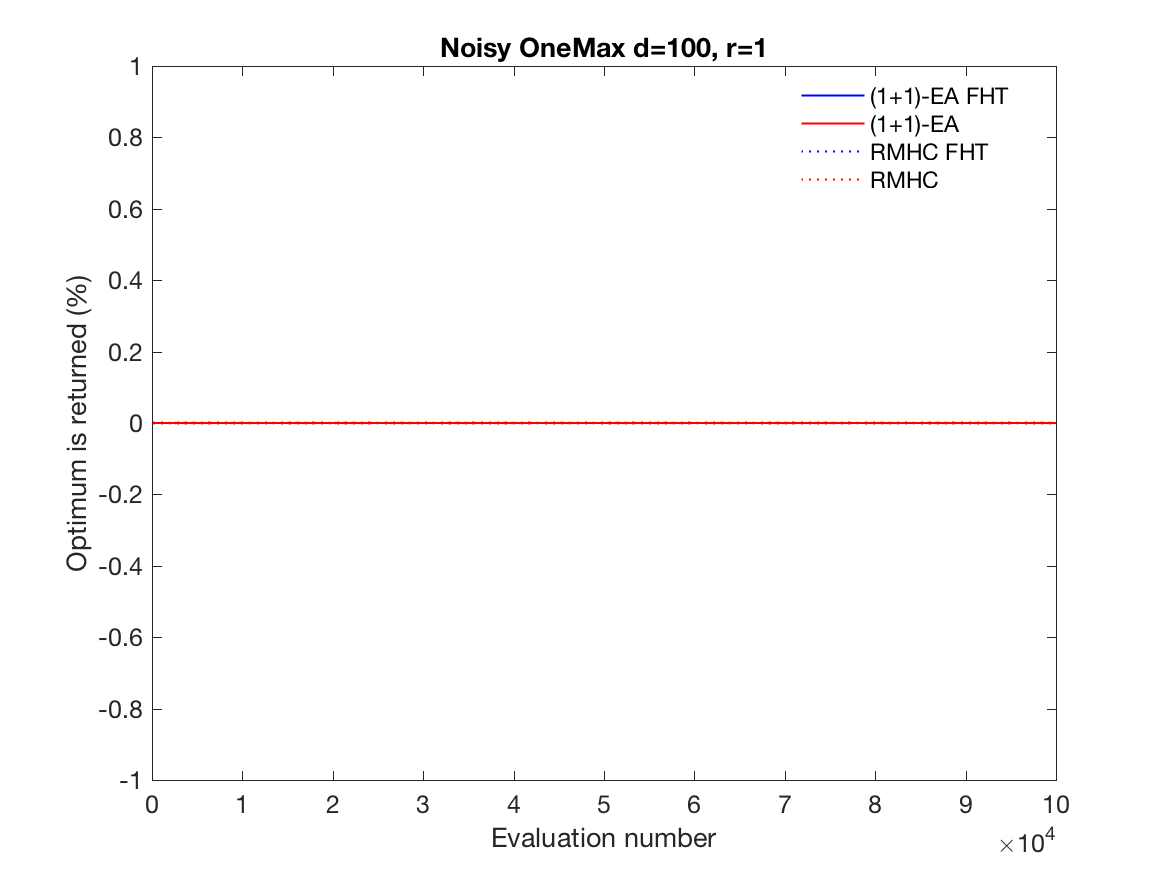 Noisy OneMax d=100, r=1
(1+1)-EA FHT
(1+1)-EA
RMHC FHT
RMHC
Optimum is returned (%)
1
0.8
0.6
0.4
0.2
0
-0.2
-0.4
-0.6
-0.8
-1
0 1 2 3 4 5 6 7 8 9 10
Evaluation number
×10⁴